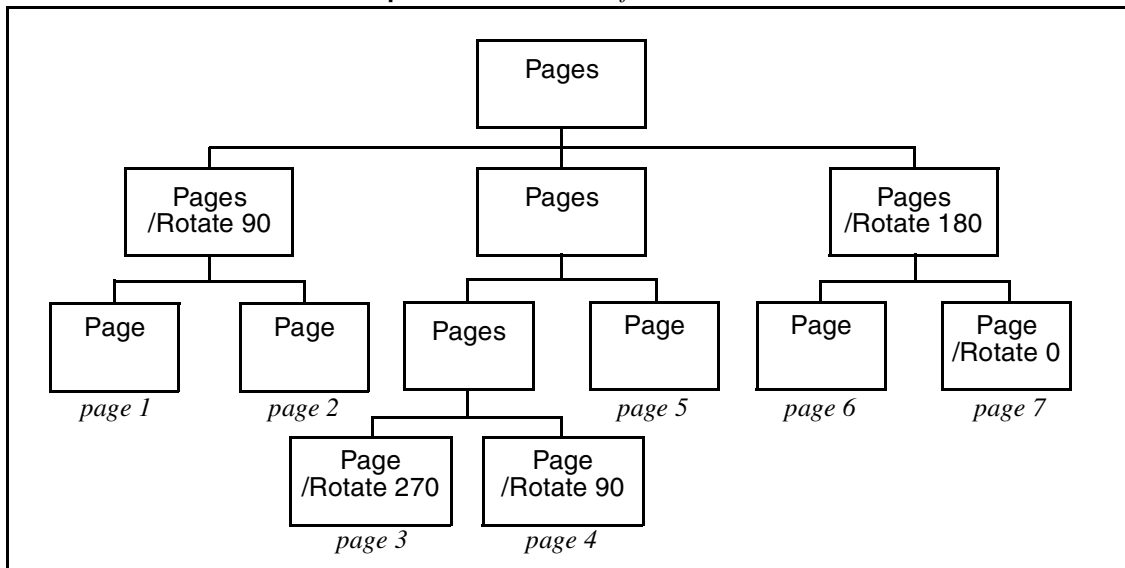 Pages
Pages
/Rotate 90
Pages
Pages
/Rotate 180
Page
Page
Pages
Page
Page
Page
/Rotate 0
page 1
page 2
page 5
page 6
page 7
Page
/Rotate 270
Page
/Rotate 90
page 3
page 4